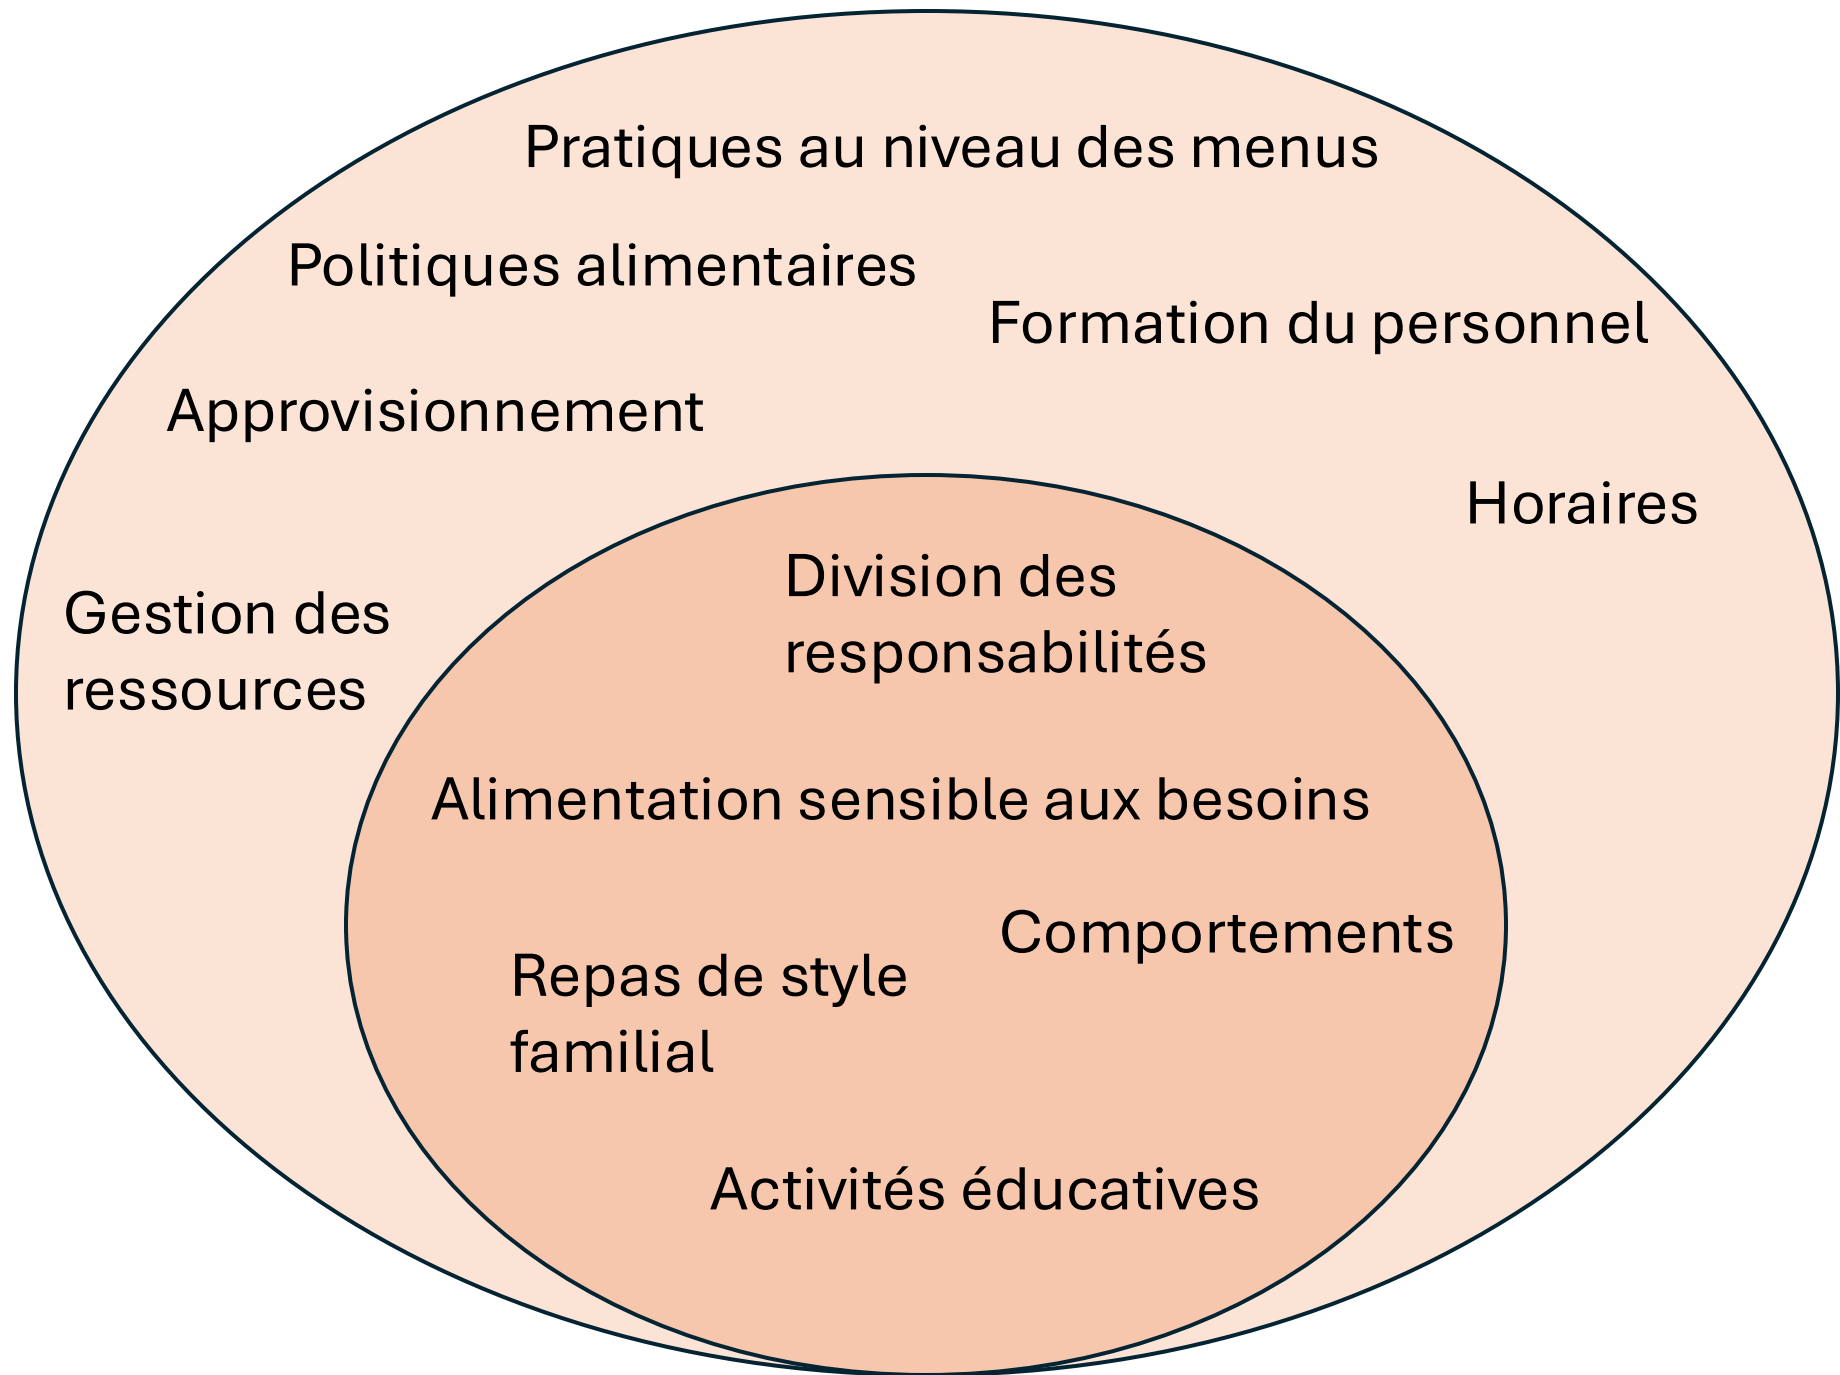 Pratiques au niveau des menus
Politiques alimentaires
Formation du personnel
Approvisionnement
Horaires
Gestion des
ressources
Division des
responsabilités
Alimentation sensible aux besoins
Comportements
Repas de style
familial
Activités éducatives